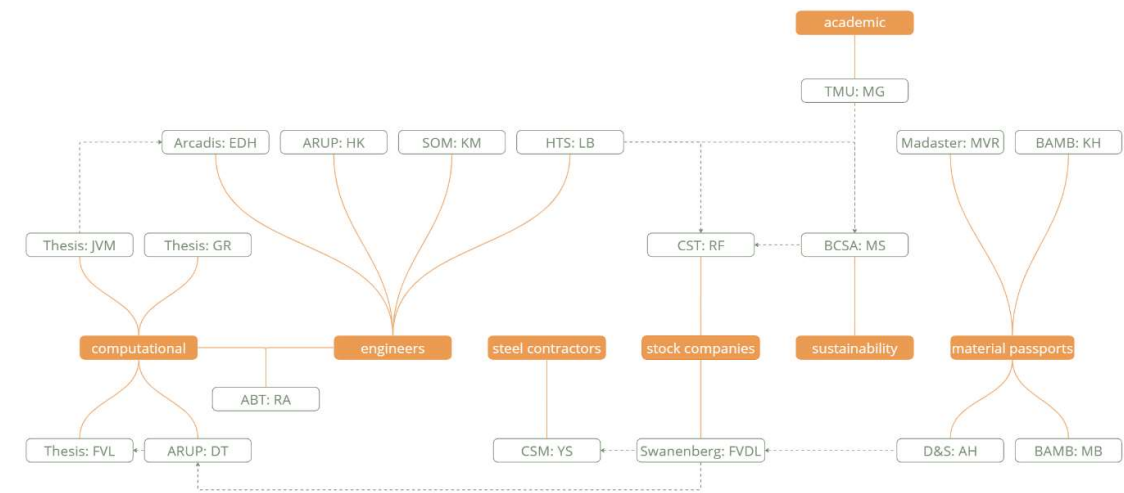 academic
TMU: MG
Arcadis: EDH
ARUP: HK
SOM: KM
HTS: LB
Madaster: MVR
BAMB: KH
Thesis: JVM
Thesis: GR
CST: RF
BCSA: MS
computational
engineers
steel contractors
stock companies
sustainability
material passports
ABT: RA
Thesis: FVL
ARUP: DT
CSM: YS
Swanenberg: FVDL
D&S: AH
BAMB: MB